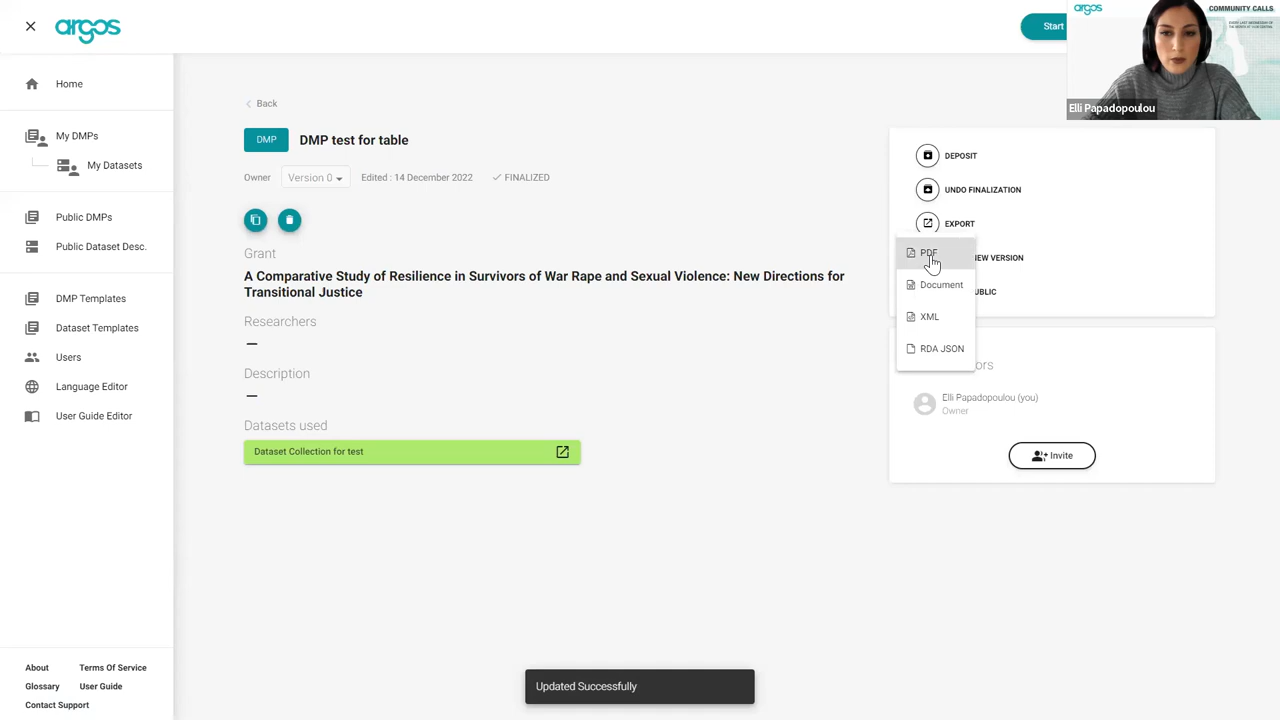 argos
Start
argos
COMMUNITY CALLS
Elli Papadopoulou
Home
My DMPs
My Datasets
Public DMPs
Public Dataset Desc.
DMP Templates
Dataset Templates
Users
Language Editor
User Guide Editor
Back
DMP
DMP test for table
Owner
Version 0
Edited : 14 December 2022
FINALIZED
Grant
A Comparative Study of Resilience in Survivors of War Rape and Sexual Violence: New Directions for
Transitional Justice
Researchers
—
Description
—
Datasets used
Dataset Collection for test
DEPOSIT
UNDO FINALIZATION
EXPORT
NEW VERSION
UBLIC
PDF
Document
XML
RDA JSON
ors
Elli Papadopoulou (you)
Owner
Invite
About
Terms Of Service
Glossary
User Guide
Contact Support
Updated Successfully